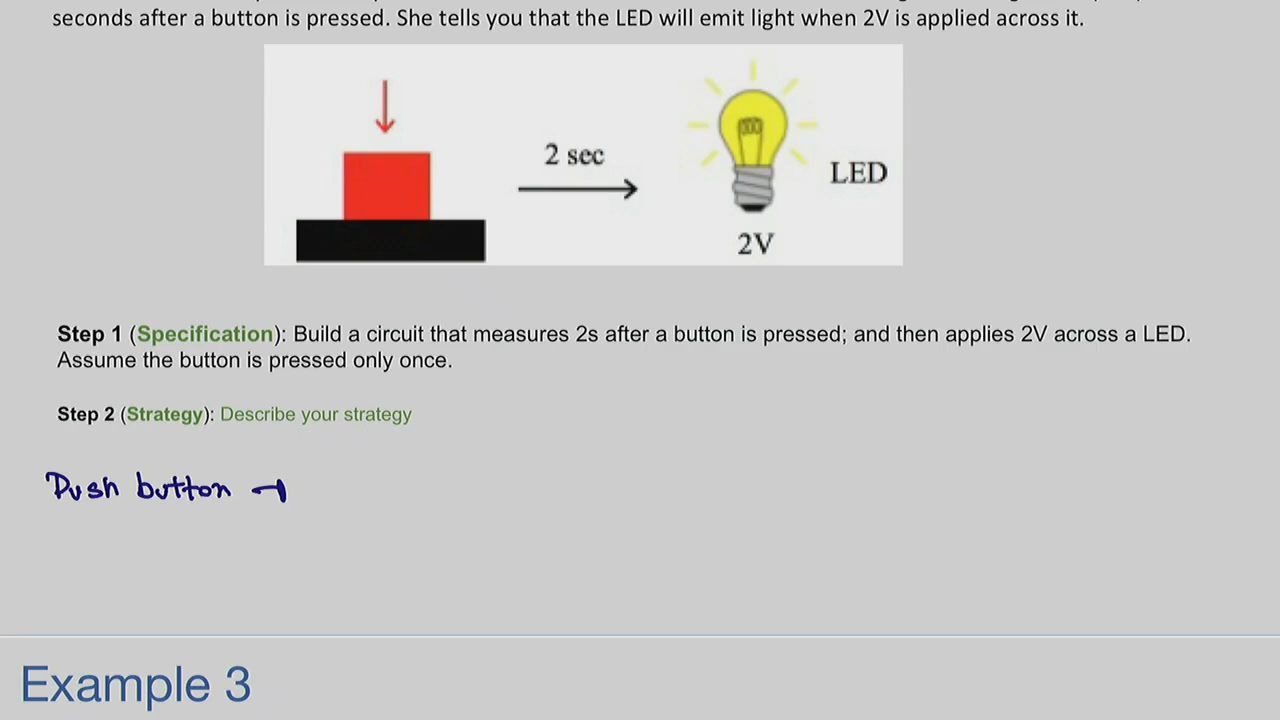 seconds after a button is pressed. She tells you that the LED will emit light when 2V is applied across it.
2 sec
LED
2V
Step 1 (Specification): Build a circuit that measures 2s after a button is pressed; and then applies 2V across a LED.
Assume the button is pressed only once.
Step 2 (Strategy): Describe your strategy
Push button →
Example 3